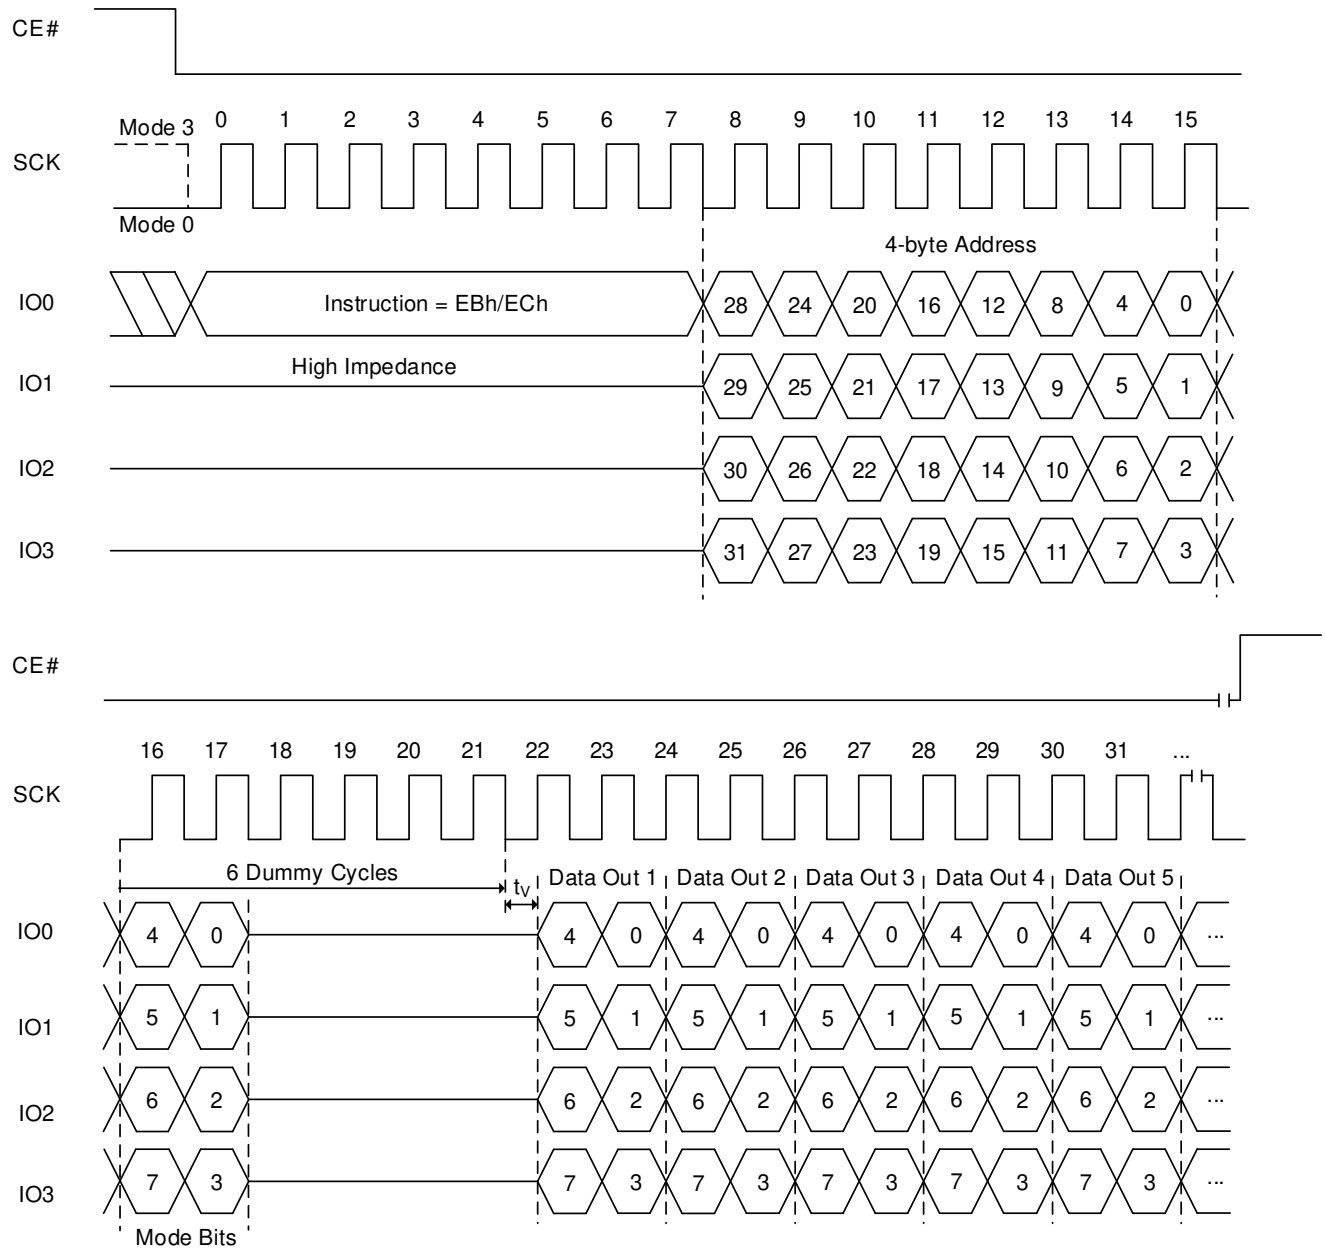 CE#
Mode 3 0 1 2 3 4 5 6 7 8 9 10 11 12 13 14 15
SCK
Mode 0
4-byte Address
IO0 Instruction = EBh/ECh 28 24 20 16 12 8 4 0
High Impedance
IO1 29 25 21 17 13 9 5 1
IO2 30 26 22 18 14 10 6 2
IO3 31 27 23 19 15 11 7 3
CE#
16 17 18 19 20 21 22 23 24 25 26 27 28 29 30 31 ...
SCK
6 Dummy Cycles tV Data Out 1 Data Out 2 Data Out 3 Data Out 4 Data Out 5
IO0 4 0 4 0 4 0 4 0 4 0 4 0 ...
IO1 5 1 5 1 5 1 5 1 5 1 5 1 ...
IO2 6 2 6 2 6 2 6 2 6 2 6 2 ...
IO3 7 3 7 3 7 3 7 3 7 3 7 3 ...
Mode Bits